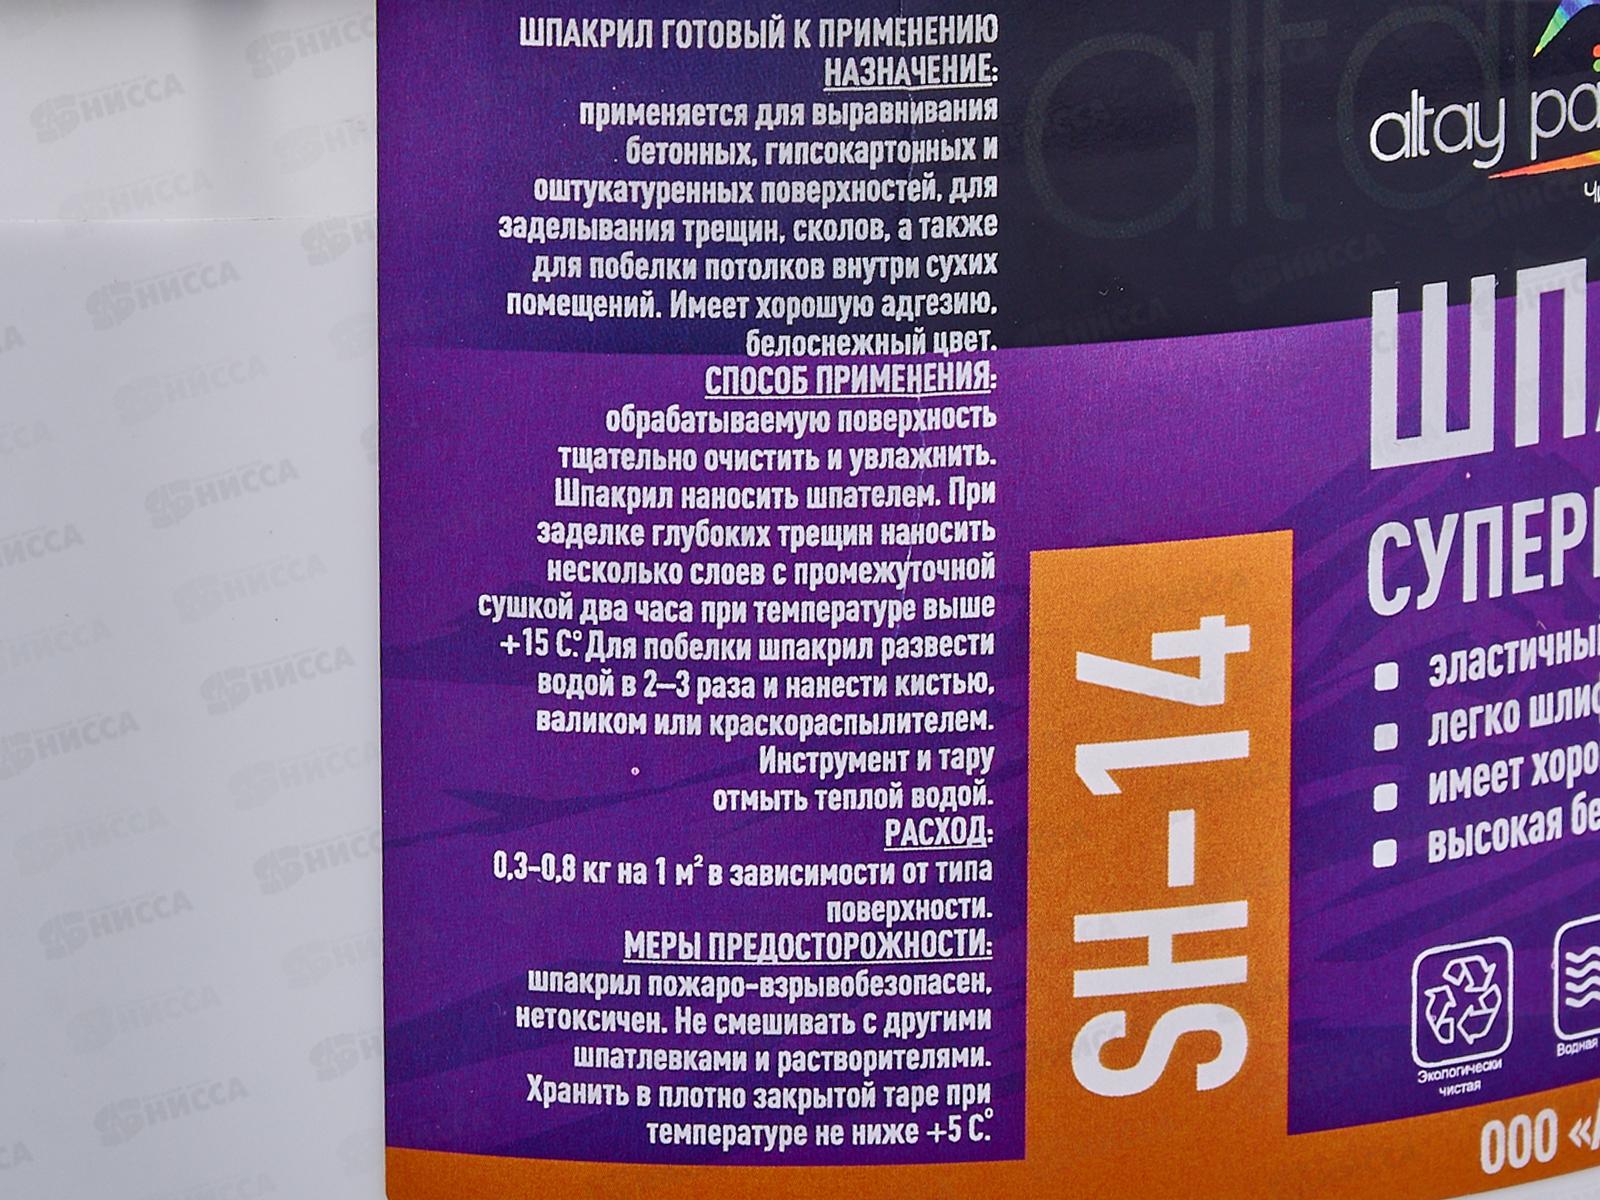 ШПАКРИЛ ГОТОВЫЙ К ПРИМЕНЕНИЮ
НАЗНАЧЕНИЕ:
применяется для выравнивания
бетонных, гипсокартонных и
оштукатуренных поверхностей, для
заделывания трещин, сколов, а также
для побелки потолков внутри сухих
помещений. Имеет хорошую адгезию,
белоснежный цвет.
СПОСОБ ПРИМЕНЕНИЯ:
обрабатываемую поверхность
тщательно очистить и увлажнить.
Шпакрил наносить шпателем. При
заделке глубоких трещин наносить
несколько слоев с промежуточной
сушкой два часа при температуре выше
+15 С°. Для побелки шпакрил развести
водой в 2–3 раза и нанести кистью,
валиком или краскораспылителем.
Инструмент и тару
отмыть теплой водой.
РАСХОД:
0,3–0,8 кг на 1 м² в зависимости от типа
поверхности.
МЕРЫ ПРЕДОСТОРОЖНОСТИ:
шпакрил пожаро-взрывобезопасен,
нетоксичен. Не смешивать с другими
шпатлевками и растворителями.
Хранить в плотно закрытой таре при
температуре не ниже +5 С°.
SH-14
altay pa
ШП
СУПЕР
эластичны
легко шли
имеет хоро
высокая бе
Экологически
чистая
Водная
ООО «
НИССА